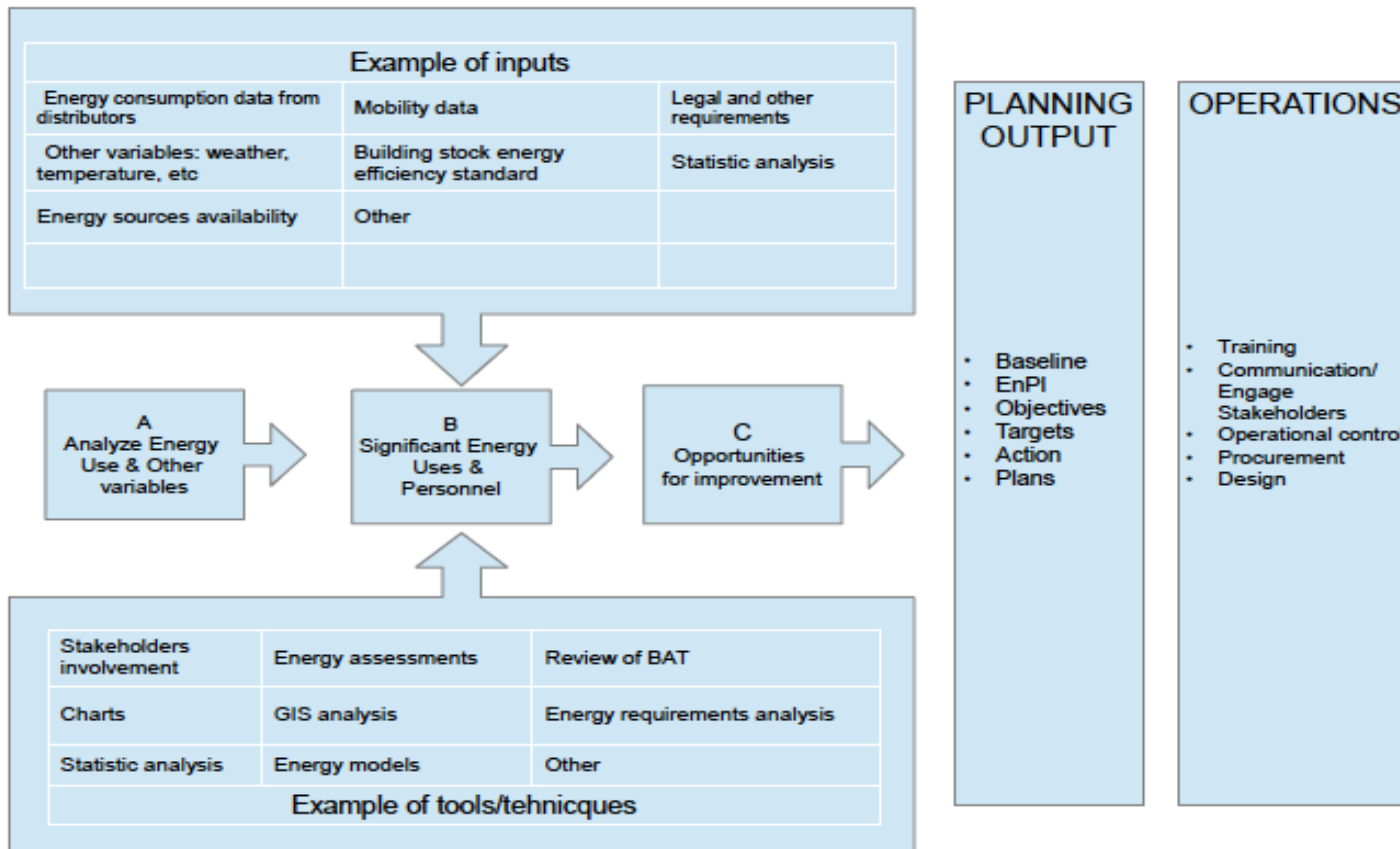 Example of inputs
Energy consumption data from
distributors
Mobility data
Legal and other
requirements
Other variables: weather,
temperature, etc
Building stock energy
efficiency standard
Statistic analysis
Energy sources availability
Other
A
Analyze Energy
Use & Other
variables
B
Significant Energy
Uses &
Personnel
C
Opportunities
for improvement
Stakeholders
involvement
Energy assessments
Review of BAT
Charts
GIS analysis
Energy requirements analysis
Statistic analysis
Energy models
Other
Example of tools/tehnicques
PLANNING
OUTPUT
• Baseline
• EnPI
• Objectives
• Targets
• Action
• Plans
OPERATIONS
• Training
• Communication/
Engage
Stakeholders
• Operational control
• Procurement
• Design